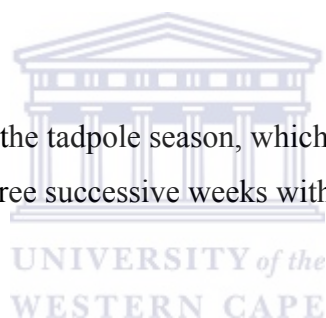 the tadpole season, which
ree successive weeks with
UNIVERSITY of the
WESTERN CAPE